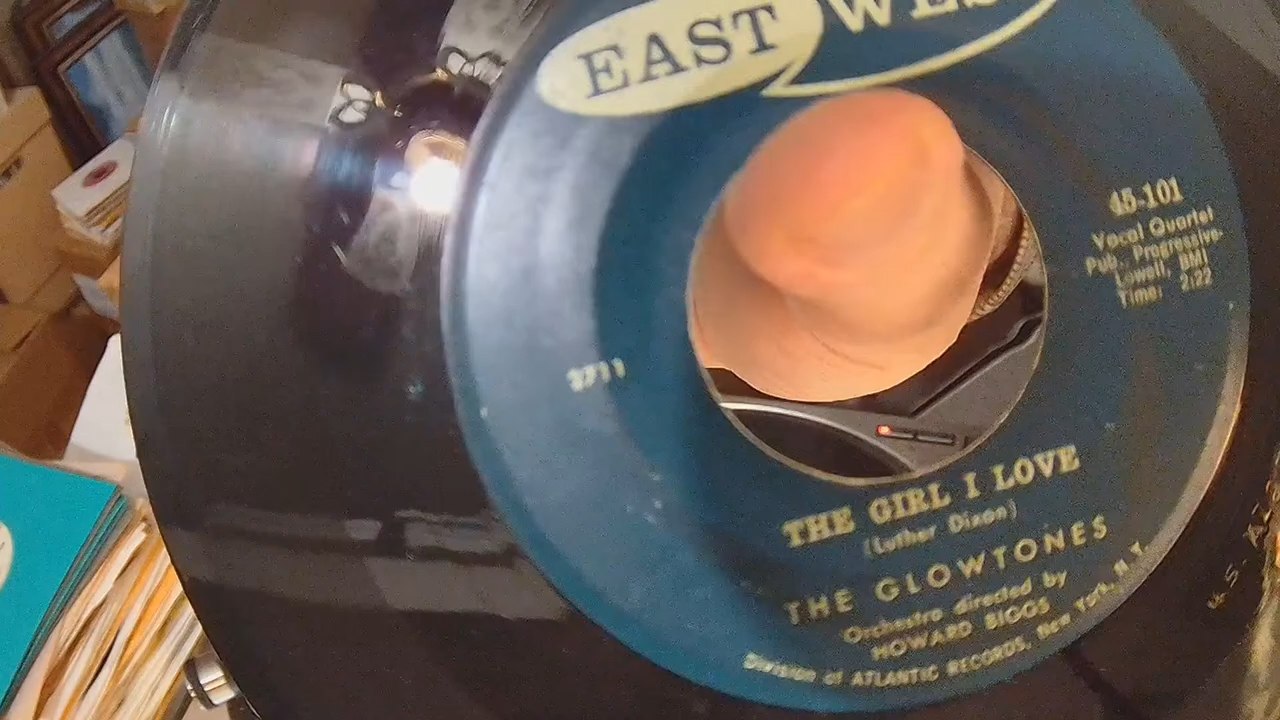 EAST WES
45-101
Vocal Quartet
Pub. Progressive-
Lowell, BMI
Time: 2:22
3711
THE GIRL I LOVE
(Luther Dixon)
THE GLOWTONES
Orchestra directed by
HOWARD BIGGS
Division of ATLANTIC RECORDS, New York, N.Y.